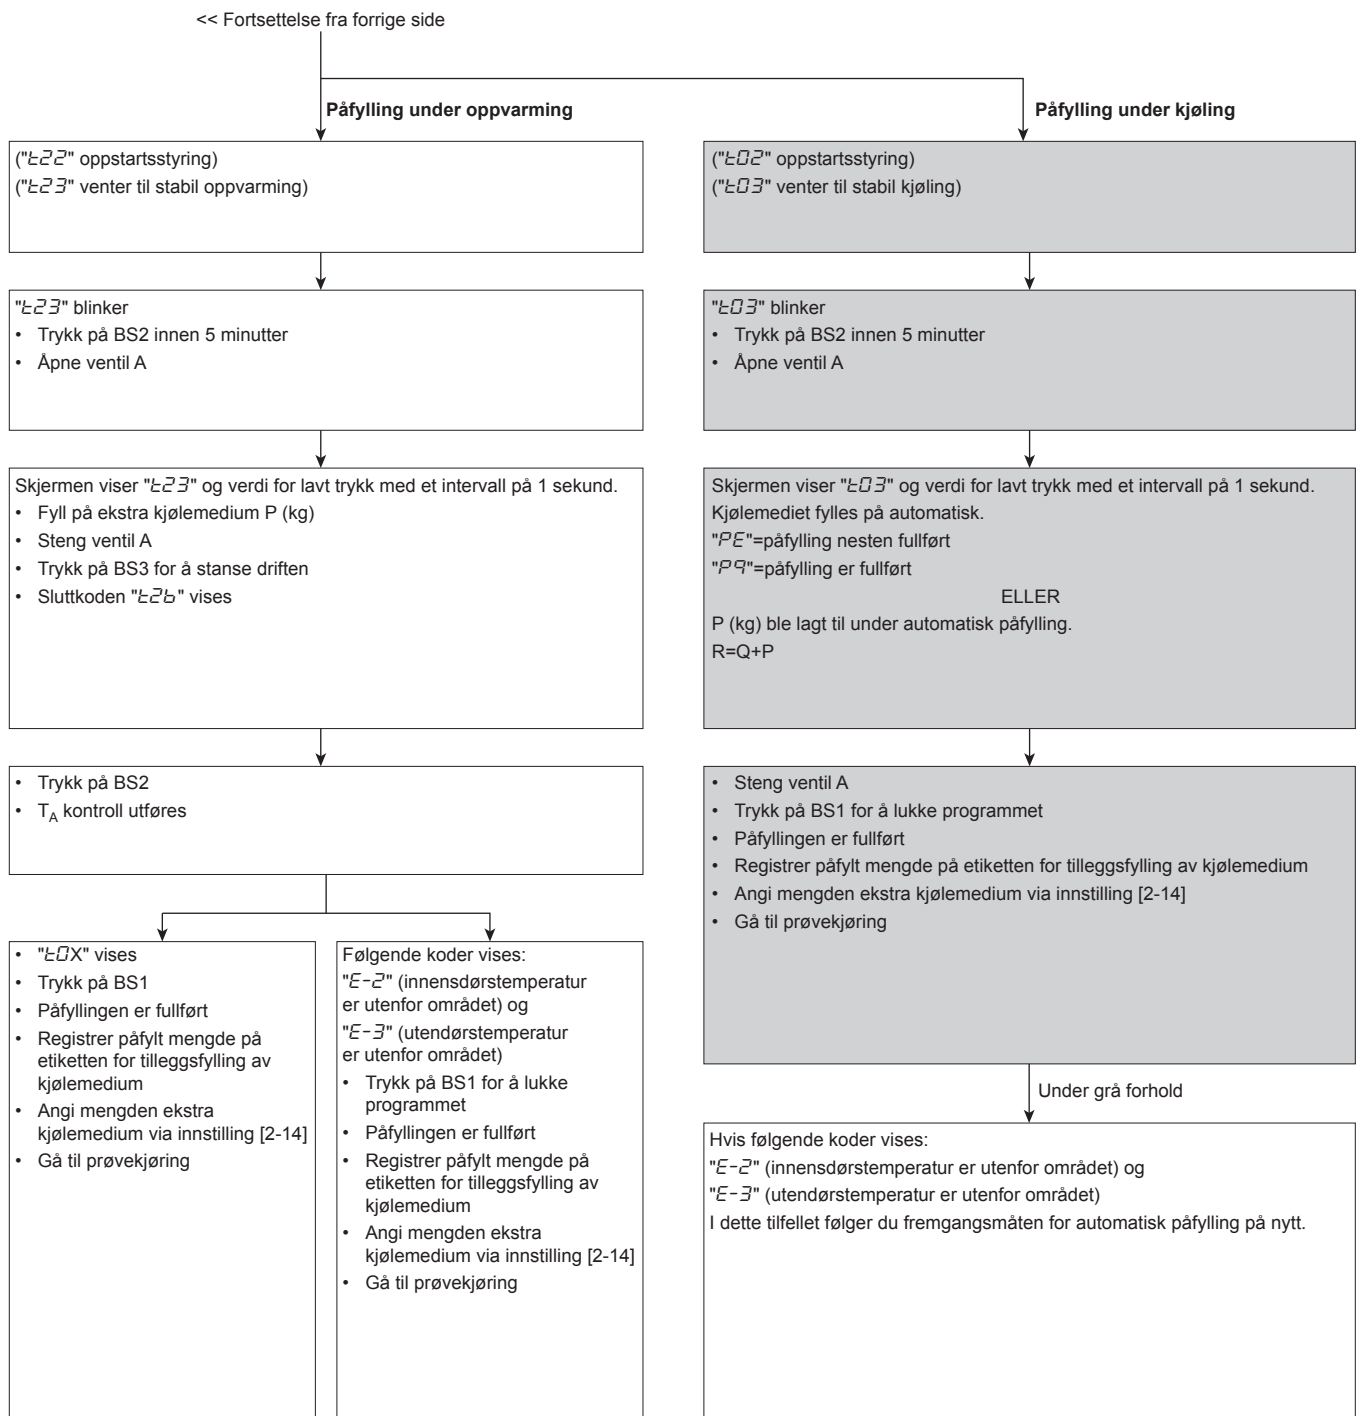 << Fortsettelse fra forrige side
Påfylling under oppvarming
("t22" oppstartsstyring)
("t23" venter til stabil oppvarming)
"t23" blinker
• Trykk på BS2 innen 5 minutter
• Åpne ventil A
Skjermen viser "t23" og verdi for lavt trykk med et intervall på 1 sekund.
• Fyll på ekstra kjølemedium P (kg)
• Steng ventil A
• Trykk på BS3 for å stanse driften
• Sluttkoden "t26" vises
• Trykk på BS2
• TA kontroll utføres
• "t0X" vises
• Trykk på BS1
• Påfyllingen er fullført
• Registrer påfylt mengde på
etiketten for tilleggsfylling av
kjølemedium
• Angi mengden ekstra
kjølemedium via innstilling [2-14]
• Gå til prøvekjøring
Følgende koder vises:
"E-2" (innensdørstemperatur
er utenfor området) og
"E-3" (utendørstemperatur
er utenfor området)
• Trykk på BS1 for å lukke
programmet
• Påfyllingen er fullført
• Registrer påfylt mengde på
etiketten for tilleggsfylling av
kjølemedium
• Angi mengden ekstra
kjølemedium via innstilling [2-14]
• Gå til prøvekjøring
Påfylling under kjøling
("t02" oppstartsstyring)
("t03" venter til stabil kjøling)
"t03" blinker
• Trykk på BS2 innen 5 minutter
• Åpne ventil A
Skjermen viser "t03" og verdi for lavt trykk med et intervall på 1 sekund.
Kjølemediet fylles på automatisk.
"PE"=påfylling nesten fullført
"P9"=påfylling er fullført
ELLER
P (kg) ble lagt til under automatisk påfylling.
R=Q+P
• Steng ventil A
• Trykk på BS1 for å lukke programmet
• Påfyllingen er fullført
• Registrer påfylt mengde på etiketten for tilleggsfylling av kjølemedium
• Angi mengden ekstra kjølemedium via innstilling [2-14]
• Gå til prøvekjøring
Under grå forhold
Hvis følgende koder vises:
"E-2" (innensdørstemperatur er utenfor området) og
"E-3" (utendørstemperatur er utenfor området)
I dette tilfellet følger du fremgangsmåten for automatisk påfylling på nytt.